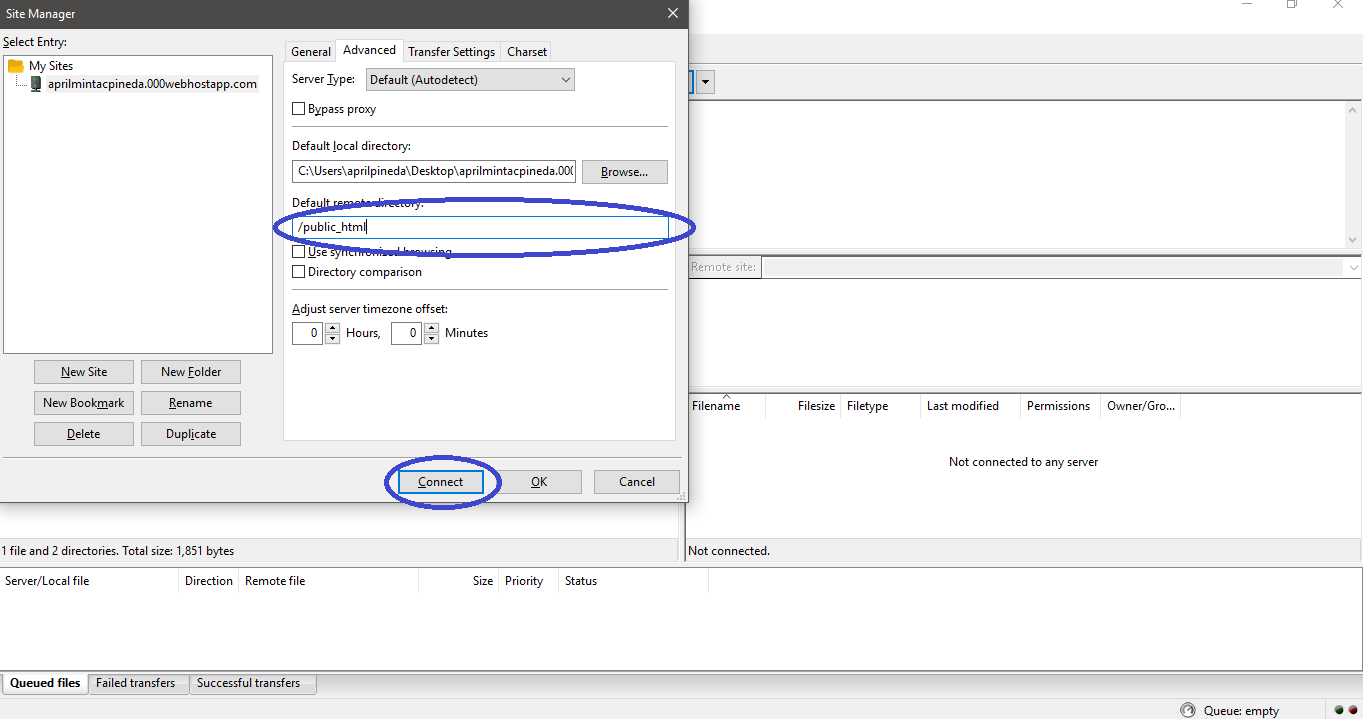 Site Manager
Select Entry:
My Sites
aprilmintacpineda.000webhostapp.com
New Site
New Folder
New Bookmark
Rename
Delete
Duplicate
General
Advanced
Transfer Settings
Charset
Server Type:
Default (Autodetect)
Bypass proxy
Default local directory:
C:\Users\aprilpineda\Desktop\aprilmintacpineda.000
Browse...
Default remote directory:
/public_html
Use synchronized browsing
Directory comparison
Adjust server timezone offset:
0 Hours, 0 Minutes
Connect
OK
Cancel
Remote site:
Filename Filesize Filetype Last modified Permissions Owner/Gro...
Not connected to any server
1 file and 2 directories. Total size: 1,851 bytes
Not connected.
Server/Local file Direction Remote file Size Priority Status
Queued files
Failed transfers
Successful transfers
Queue: empty